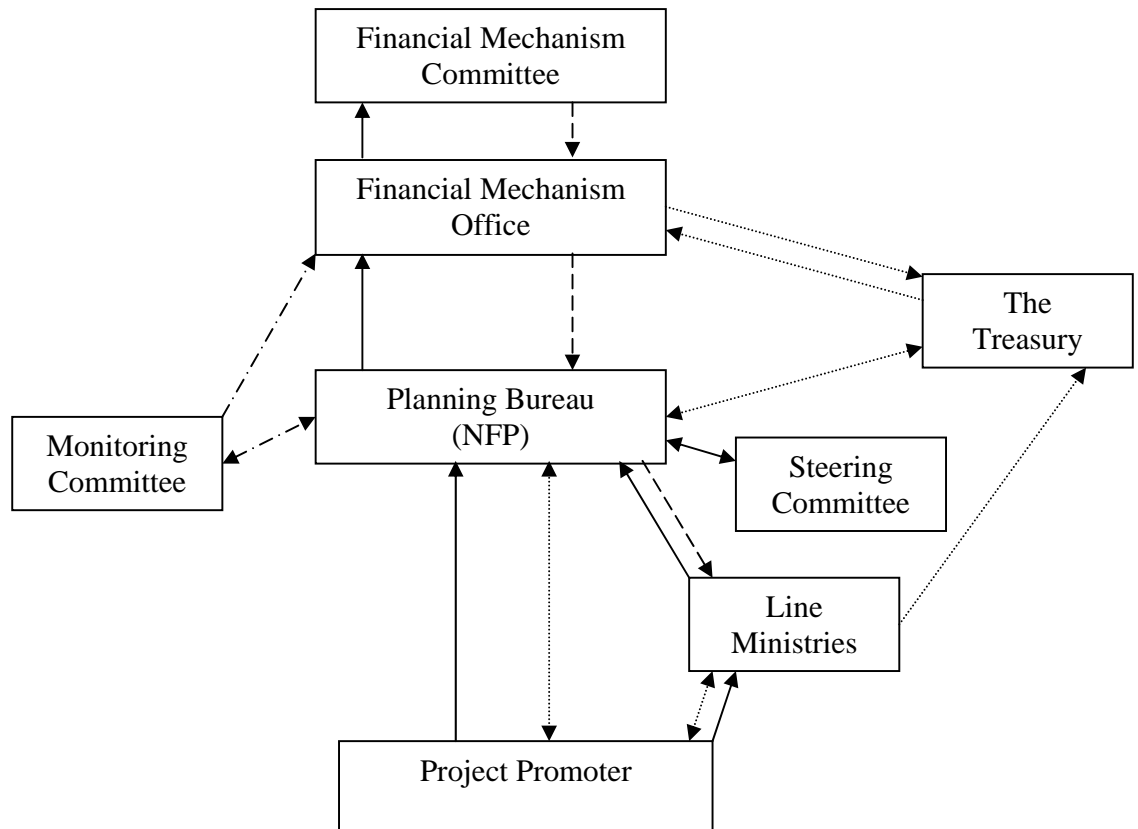 Financial Mechanism
Committee
Financial Mechanism
Office
The
Treasury
Planning Bureau
(NFP)
Monitoring
Committee
Steering
Committee
Line
Ministries
Project Promoter